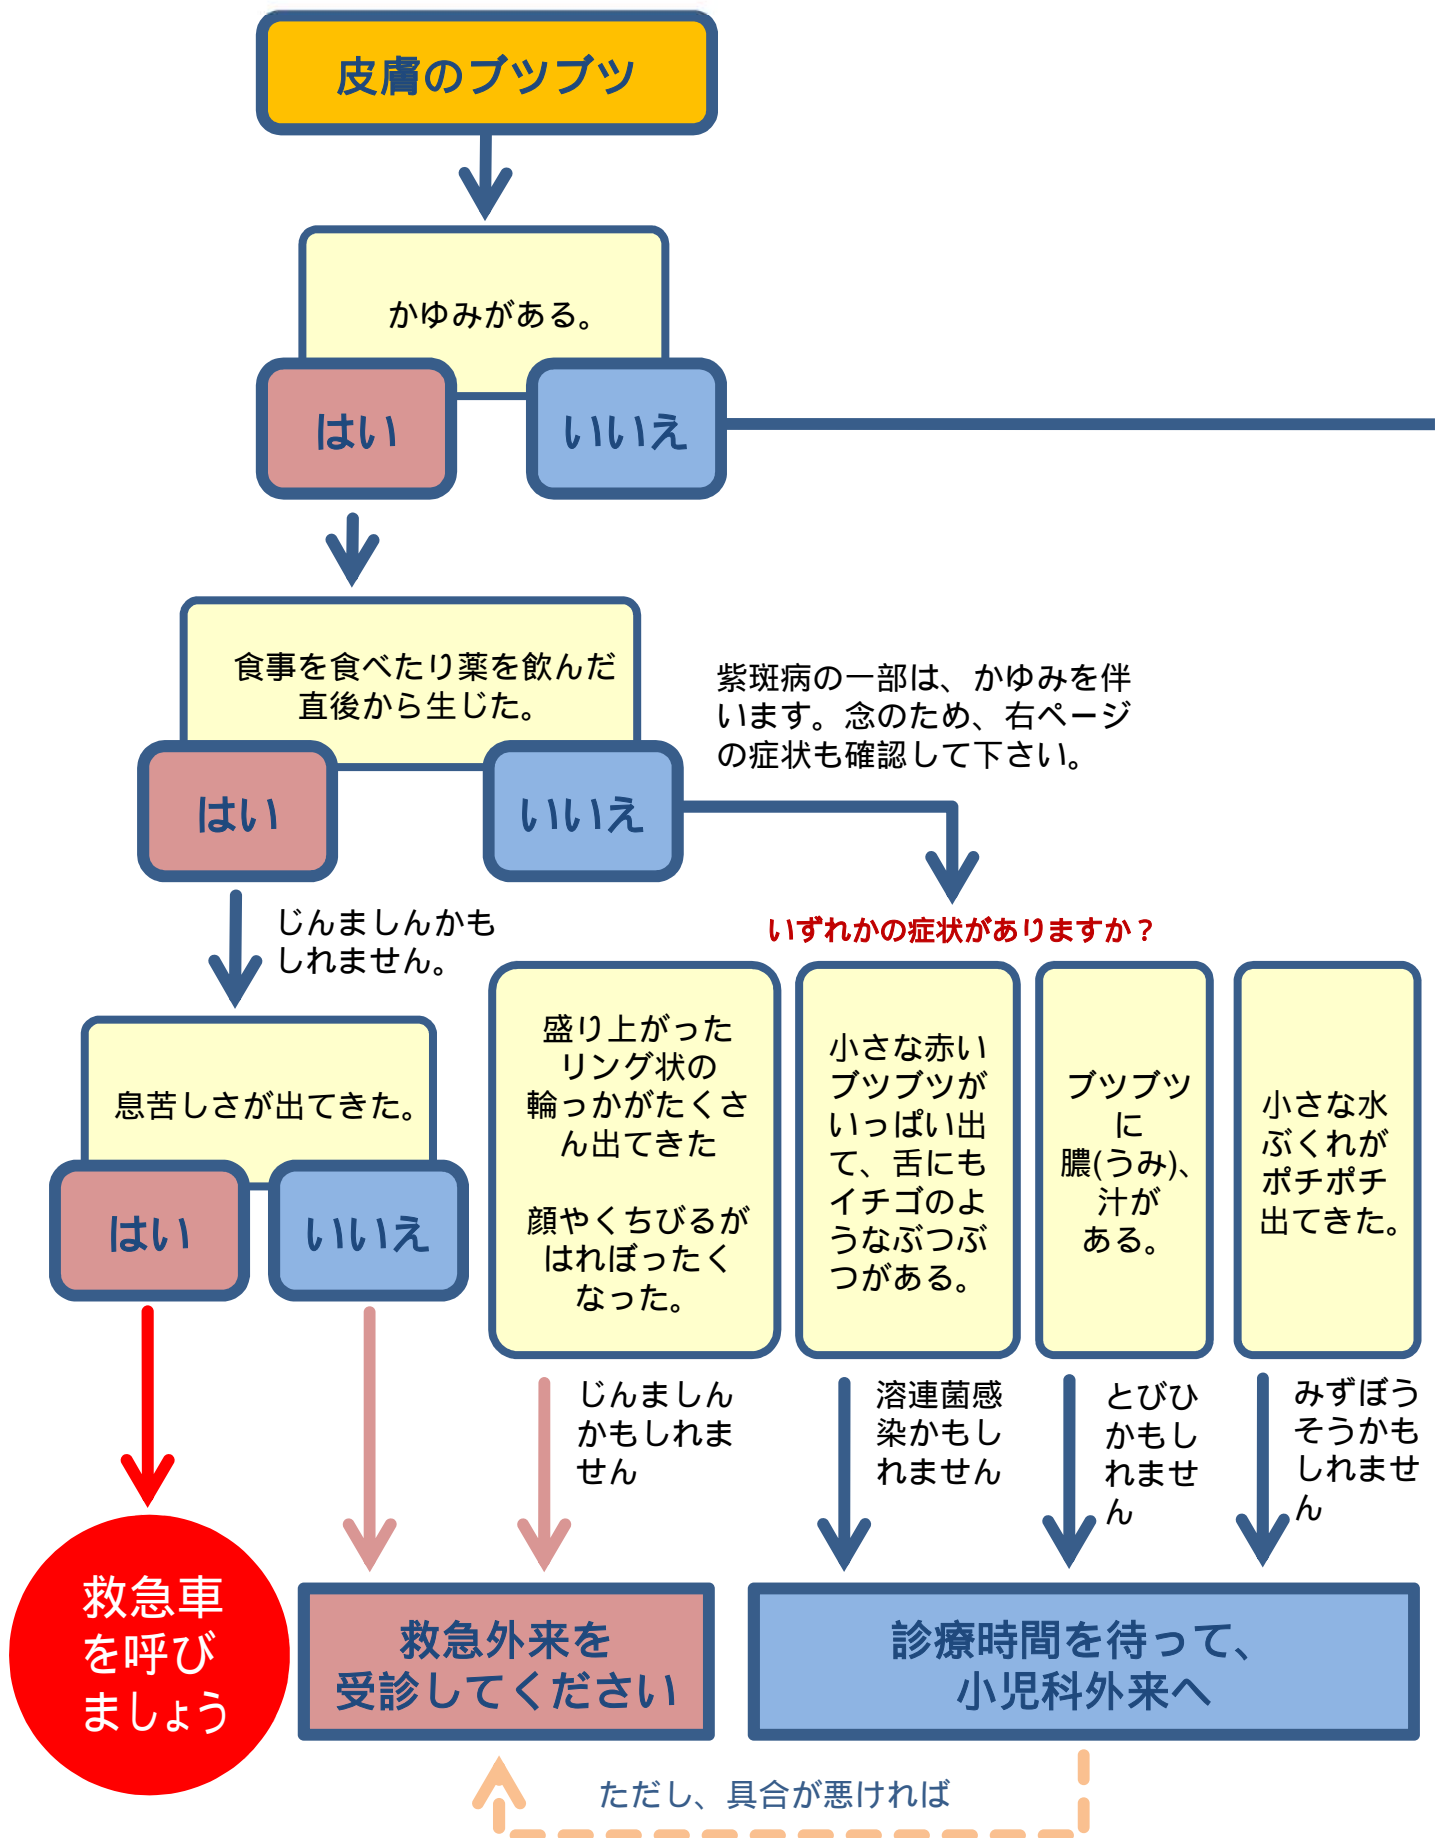 皮膚のブツブツ
かゆみがある。
はい
いいえ
食事を食べたり薬を飲んだ
直後から生じた。
はい
いいえ
紫斑病の一部は、かゆみを伴
います。念のため、右ページ
の症状も確認して下さい。
じんましんかも
しれません。
いずれかの症状がありますか？
息苦しさが出てきた。
はい
いいえ
盛り上がった
リング状の
輪っかがたくさ
ん出てきた
顔やくちびるが
はれぼったく
なった。
小さな赤い
ブツブツが
いっぱい出
て、舌にも
イチゴのよ
うなぶつぶ
つがある。
ブツブツ
に
膿(うみ)、
汁が
ある。
小さな水
ぶくれが
ポチポチ
出てきた。
じんましん
かもしれま
せん
溶連菌感
染かもし
れません
とびひ
かもし
れませ
ん
みずぼう
そうかも
しれませ
ん
救急車
を呼び
ましょう
救急外来を
受診してください
診療時間を待って、
小児科外来へ
ただし、具合が悪ければ